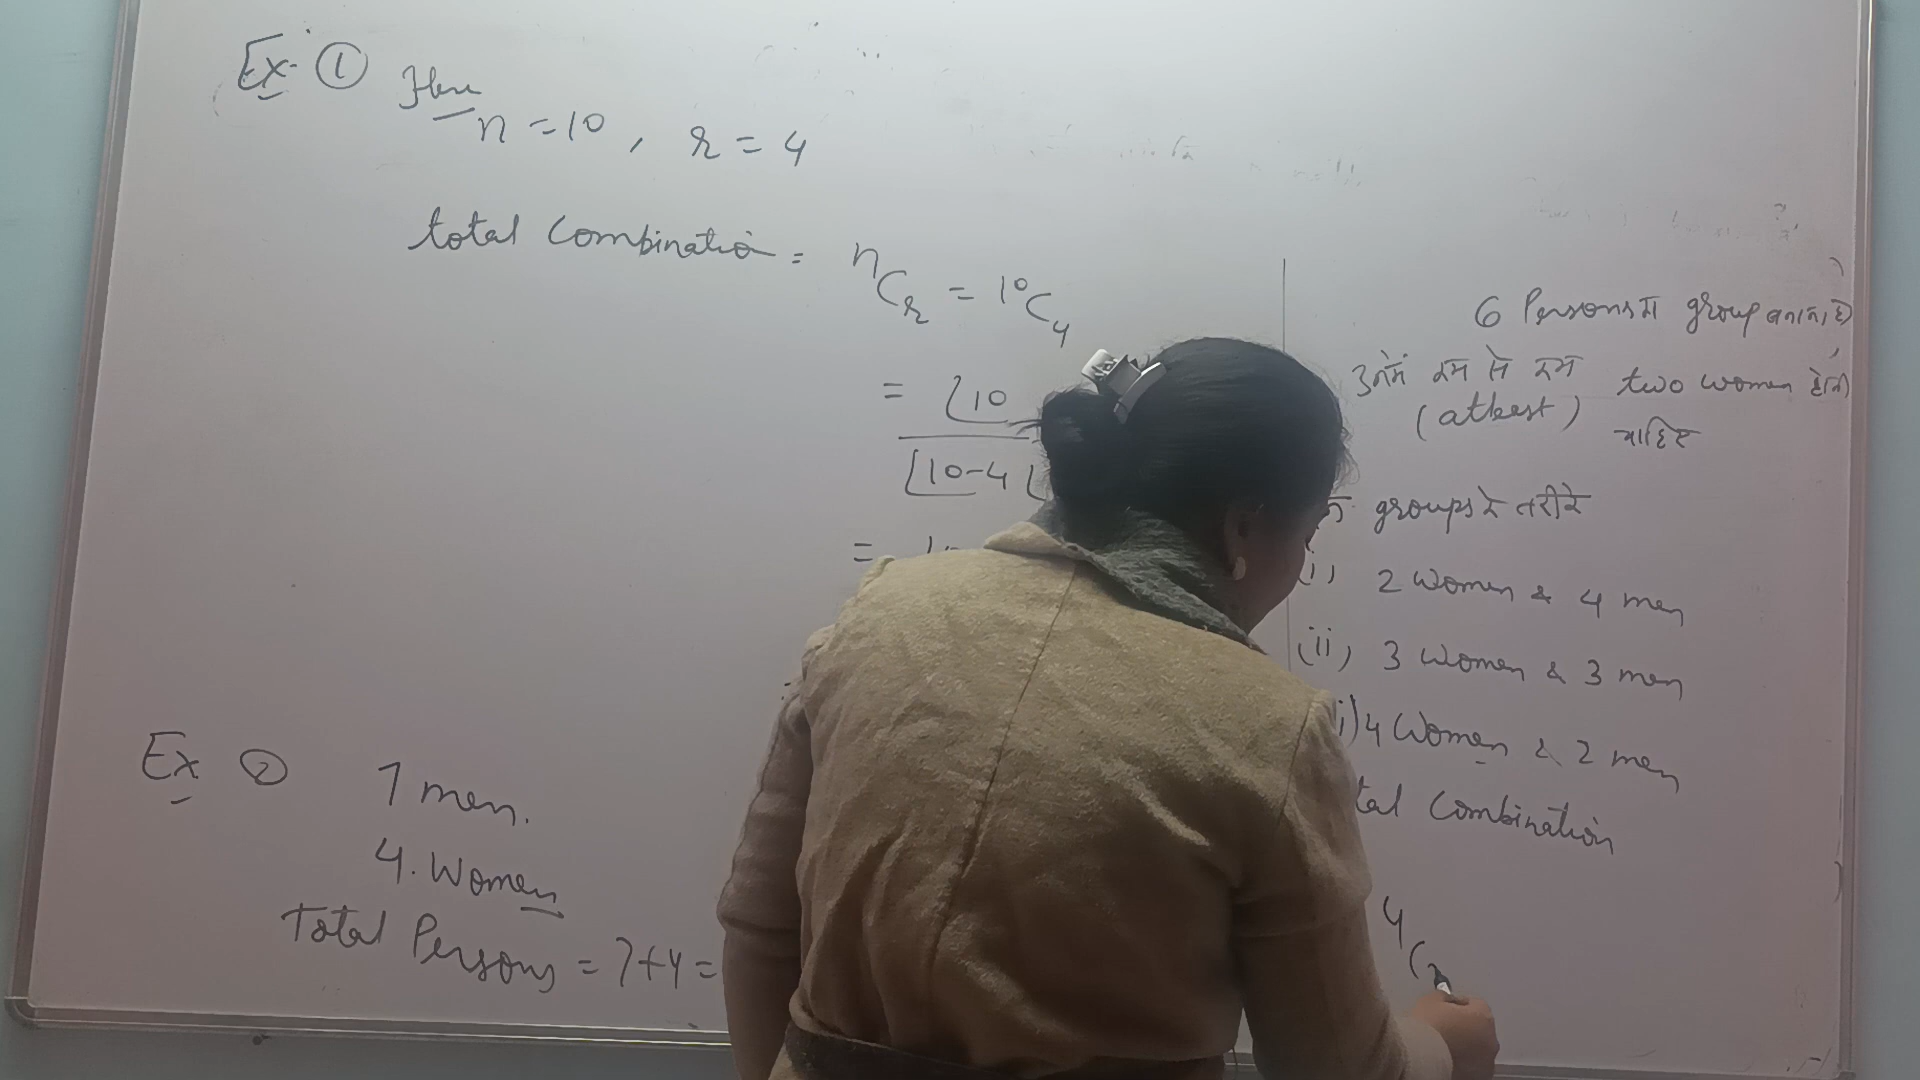 Ex. ① Here
n = 10 , r = 4
total Combination = nCr = 10C4
= ⌊10
⌊10-4 ⌊
=
Ex ②
7 men.
4. Women
Total Persons = 7+4 =
6 Persons का group बनाना है
उनमें कम से कम two women होनी
(atleast) चाहिए
groups के तरीके
(i) 2 Women & 4 men
(ii) 3 Women & 3 men
i) 4 Women & 2 men
tal Combination
4C